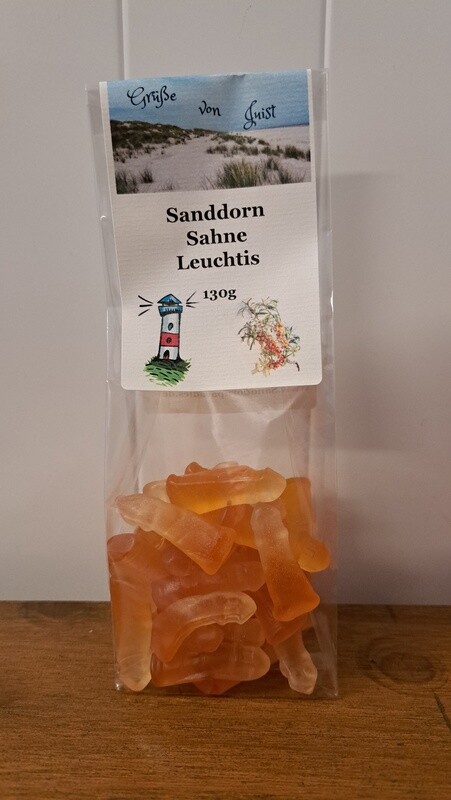 Grüße von Juist
Sanddorn
Sahne
Leuchtis
130g